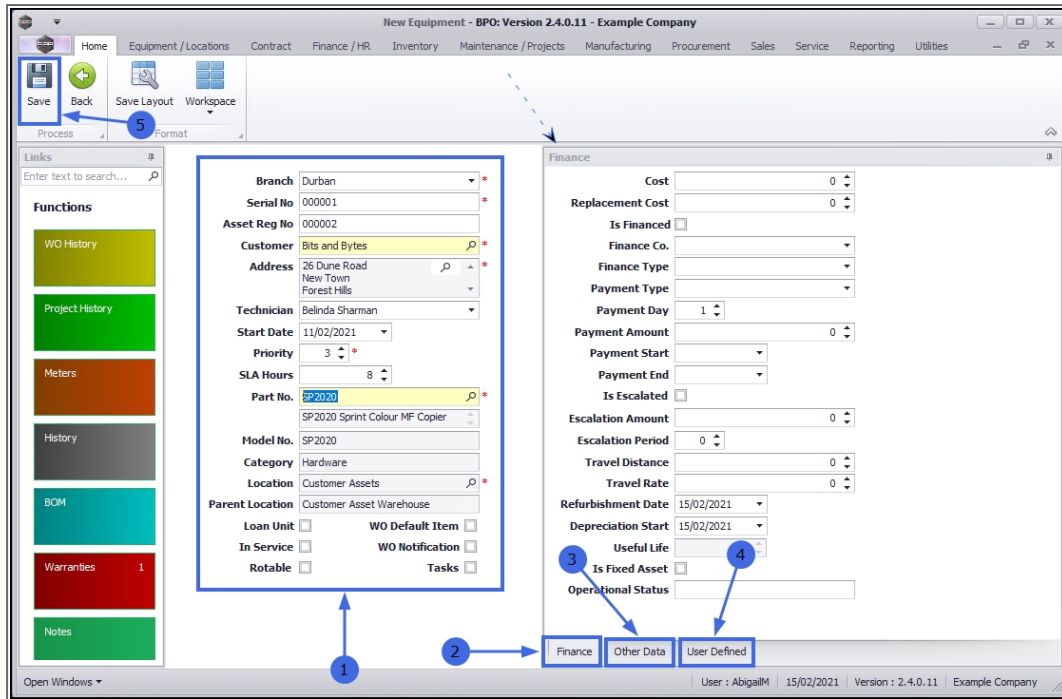 New Equipment - BPO: Version 2.4.0.11 - Example Company
Home Equipment / Locations Contract Finance / HR Inventory Maintenance / Projects Manufacturing Procurement Sales Service Reporting Utilities
Save Back Save Layout Workspace
5
Process Format
Links
Enter text to search...
Functions
WO History
Project History
Meters
History
BOM
Warranties 1
Notes
Branch Durban *
Serial No 000001 *
Asset Reg No 000002
Customer Bits and Bytes *
Address 26 Dune Road *
New Town
Forest Hills
Technician Belinda Sharman
Start Date 11/02/2021
Priority 3 *
SLA Hours 8
Part No. SP2020 *
SP2020 Sprint Colour MF Copier
Model No. SP2020
Category Hardware
Location Customer Assets *
Parent Location Customer Asset Warehouse
Loan Unit WO Default Item
In Service WO Notification
Rotable Tasks
1
Finance
Cost 0
Replacement Cost 0
Is Financed
Finance Co.
Finance Type
Payment Type
Payment Day 1
Payment Amount 0
Payment Start
Payment End
Is Escalated
Escalation Amount 0
Escalation Period 0
Travel Distance 0
Travel Rate 0
Refurbishment Date 15/02/2021
Depreciation Start 15/02/2021
Useful Life
3 4
Is Fixed Asset
Operational Status
2 Finance Other Data User Defined
Open Windows User : AbigailM 15/02/2021 Version : 2.4.0.11 Example Company